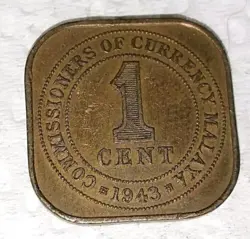 COMMISSIONERS OF CURRENCY MALAYA
1
CENT
1943